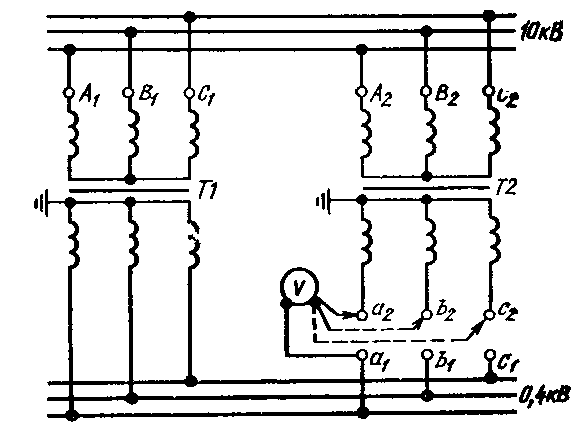 10кВ
A₁ B₁ C₁ A₂ B₂ C₂
T1 T2
V
a₂ b₂ c₂
a₁ b₁ c₁
0,4кВ